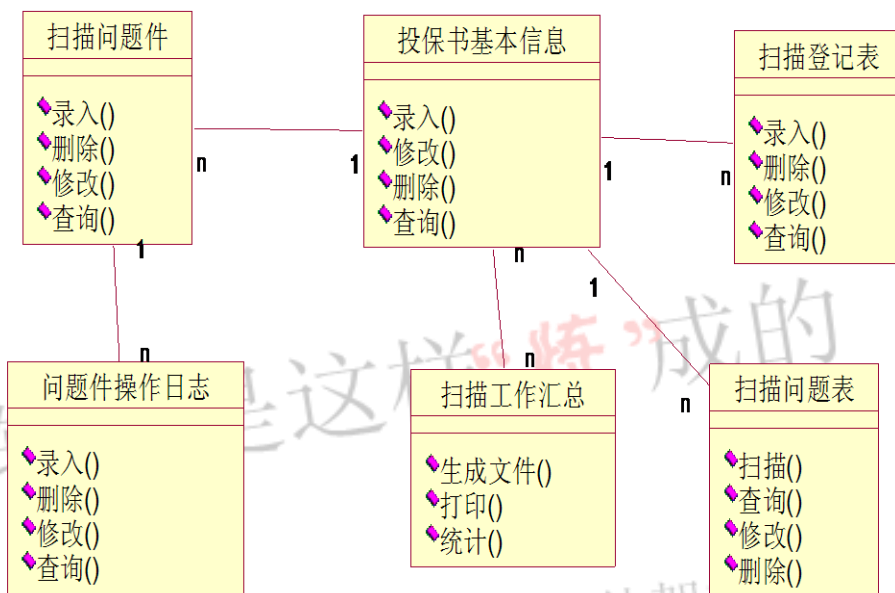 扫描问题件
录入()
删除()
修改()
查询()
n
1
投保书基本信息
录入()
修改()
删除()
查询()
1
n
扫描登记表
录入()
删除()
修改()
查询()
1
n
问题件操作日志
录入()
删除()
修改()
查询()
n
n
扫描工作汇总
生成文件()
打印()
统计()
1
n
扫描问题表
扫描()
查询()
修改()
删除()
是这样“炼”成的